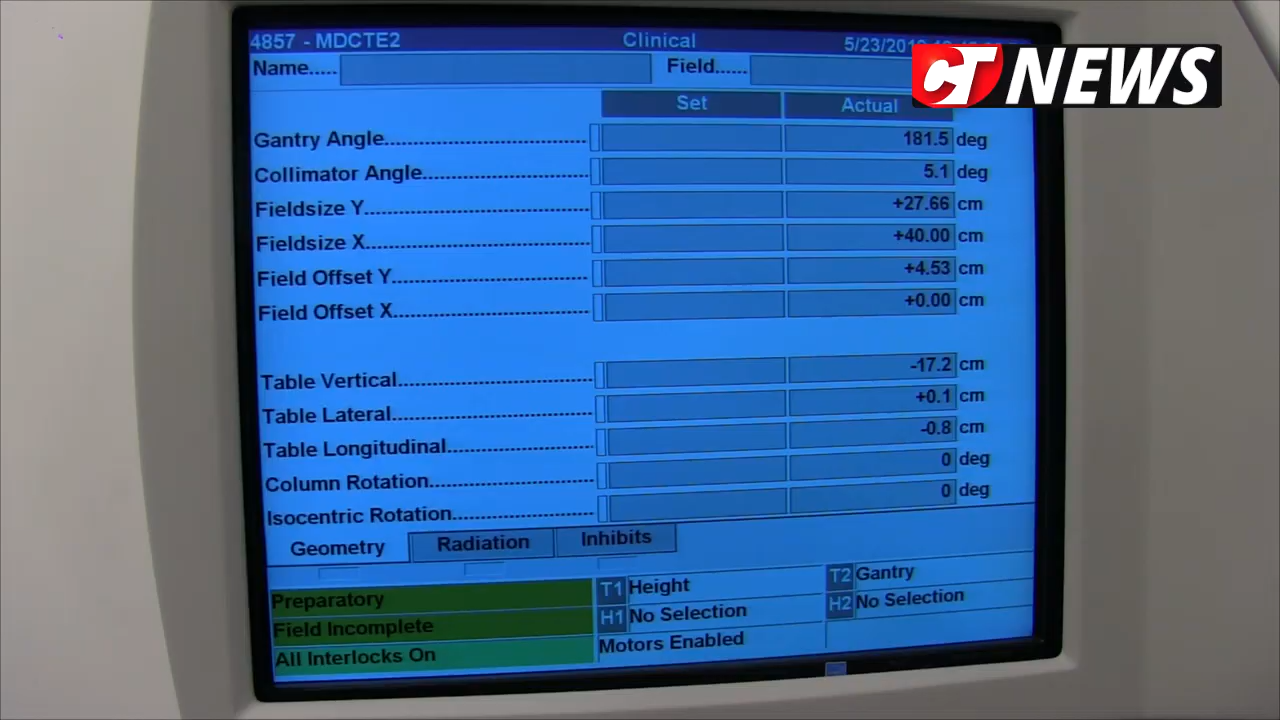 4857 - MDCTE2 Clinical 5/23/201
CT NEWS
Name..... Field......
Set Actual
Gantry Angle 181.5 deg
Collimator Angle 5.1 deg
Fieldsize Y +27.66 cm
Fieldsize X +40.00 cm
Field Offset Y +4.53 cm
Field Offset X +0.00 cm
Table Vertical -17.2 cm
Table Lateral +0.1 cm
Table Longitudinal -0.8 cm
Column Rotation 0 deg
Isocentric Rotation 0 deg
Geometry Radiation Inhibits
Preparatory T1 Height T2 Gantry
Field Incomplete H1 No Selection H2 No Selection
All Interlocks On Motors Enabled